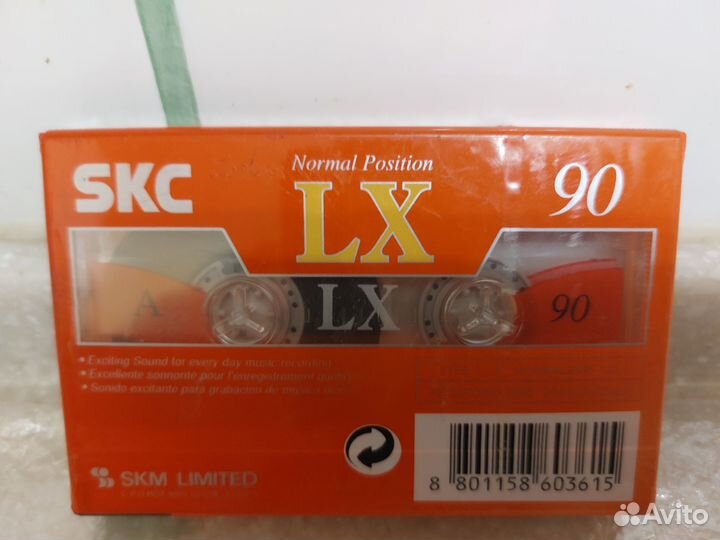 Normal Position
SKC LX 90
A LX 90
• Exciting Sound for every day music recording
• Excellente sonnorité pour l'enregistrement
• Sonido excitante para grabacion de
SKM LIMITED
8 801158 603615
Avito